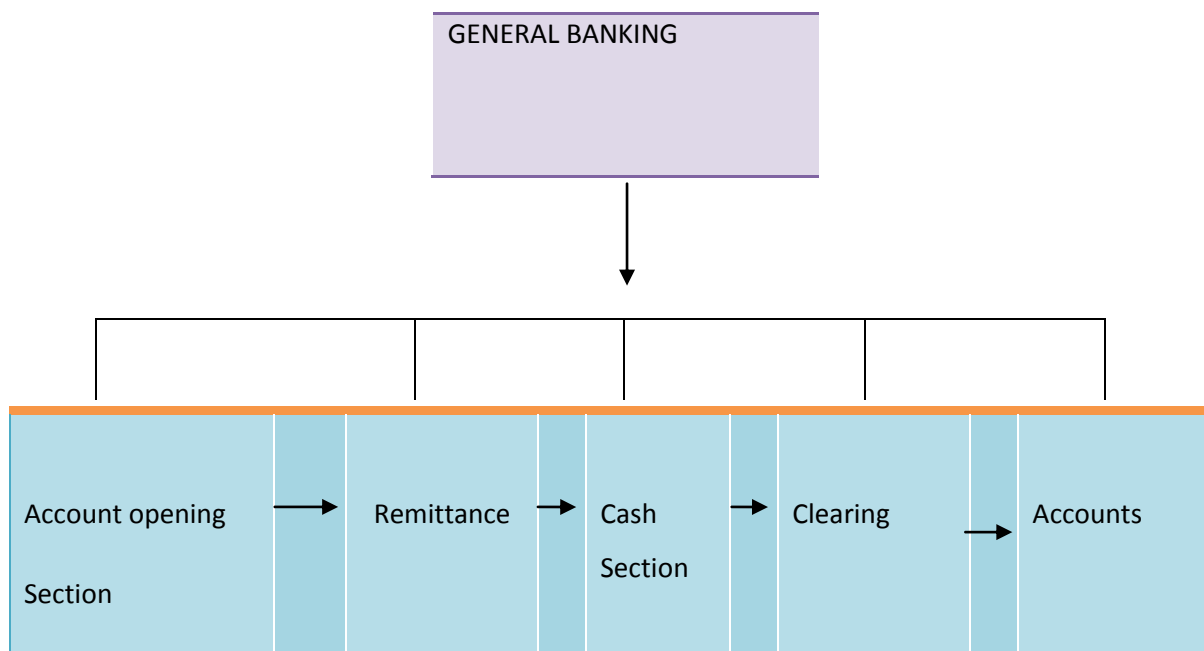 GENERAL BANKING
Account opening
Section
Remittance
Cash
Section
Clearing
Accounts